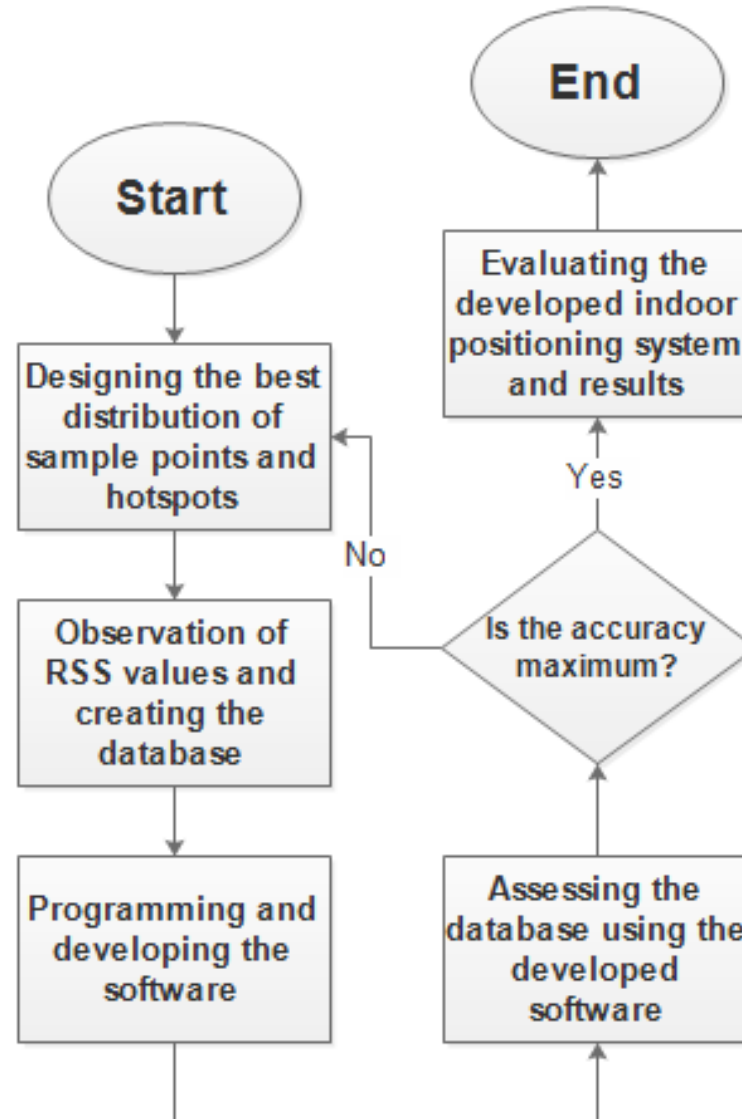 Start
Designing the best
distribution of
sample points and
hotspots
Observation of
RSS values and
creating the
database
Programming and
developing the
software
Assessing the
database using the
developed
software
Is the accuracy
maximum?
No
Yes
Evaluating the
developed indoor
positioning system
and results
End